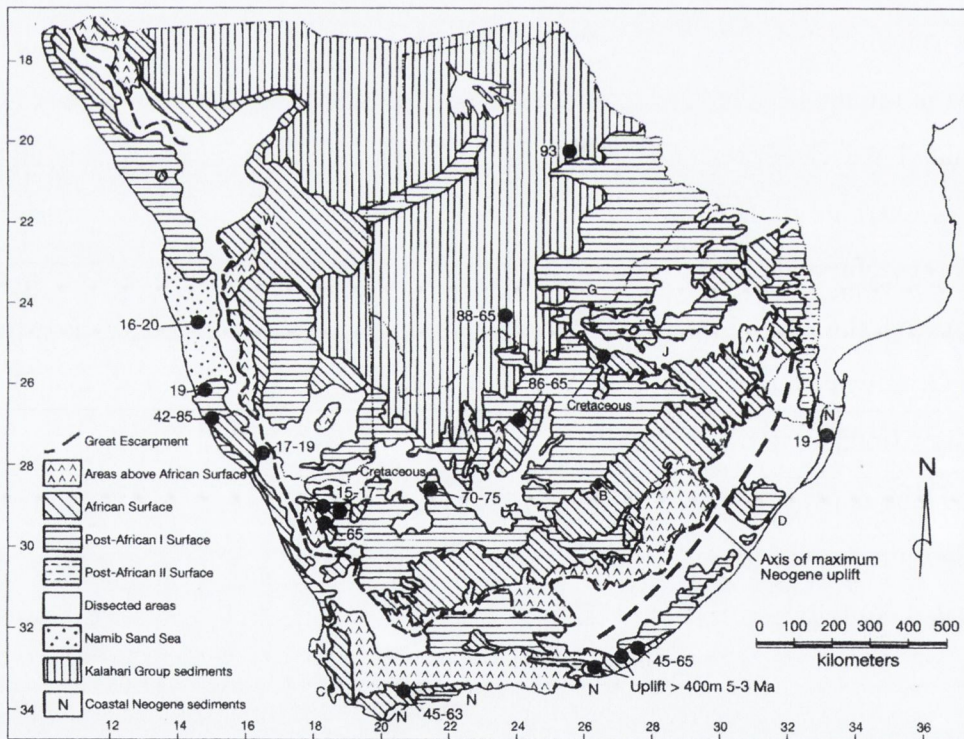 18
20
22
24
26
28
30
32
34
12
14
16
18
20
22
24
26
28
30
32
34
36
93
W
16-20
88-65
G
J
86-65
Cretaceous
19
42-85
N
19
17-19
Cretaceous
15-17
70-75
B
65
D
N
Axis of maximum
Neogene uplift
0 100 200 300 400 500
kilometers
N
C
45-65
N
Uplift > 400m 5-3 Ma
N
N
45-63
Great Escarpment
Areas above African Surface
African Surface
Post-African I Surface
Post-African II Surface
Dissected areas
Namib Sand Sea
Kalahari Group sediments
N Coastal Neogene sediments